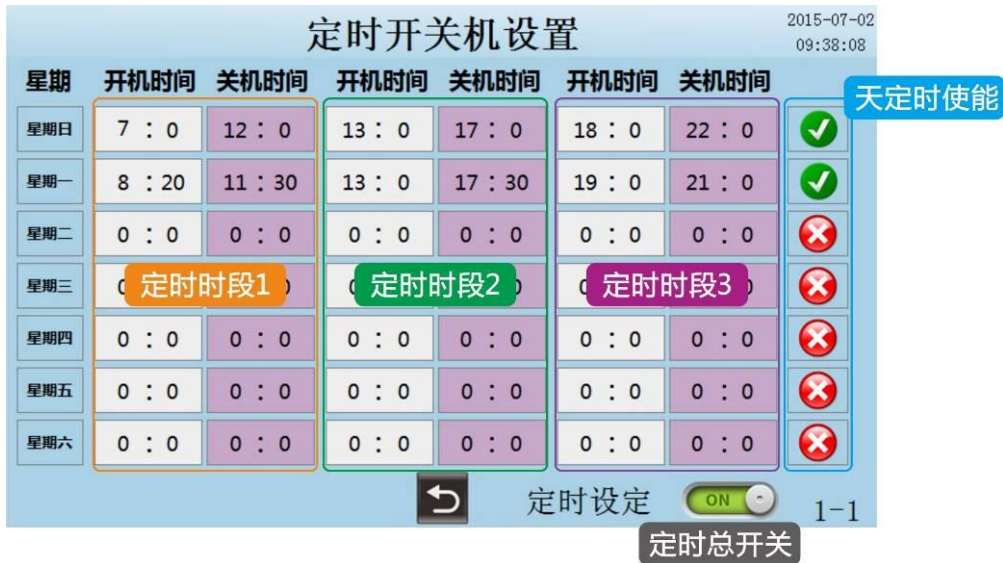 定时开关机设置
2015-07-02
09:38:08
星期 开机时间 关机时间 开机时间 关机时间 开机时间 关机时间
天定时使能
星期日 7 : 0 12 : 0 13 : 0 17 : 0 18 : 0 22 : 0
星期一 8 : 20 11 : 30 13 : 0 17 : 30 19 : 0 21 : 0
星期二 0 : 0 0 : 0 0 : 0 0 : 0 0 : 0 0 : 0
星期三 定时时段1 定时时段2 定时时段3
星期四 0 : 0 0 : 0 0 : 0 0 : 0 0 : 0 0 : 0
星期五 0 : 0 0 : 0 0 : 0 0 : 0 0 : 0 0 : 0
星期六 0 : 0 0 : 0 0 : 0 0 : 0 0 : 0 0 : 0
定时设定 ON 1-1
定时总开关